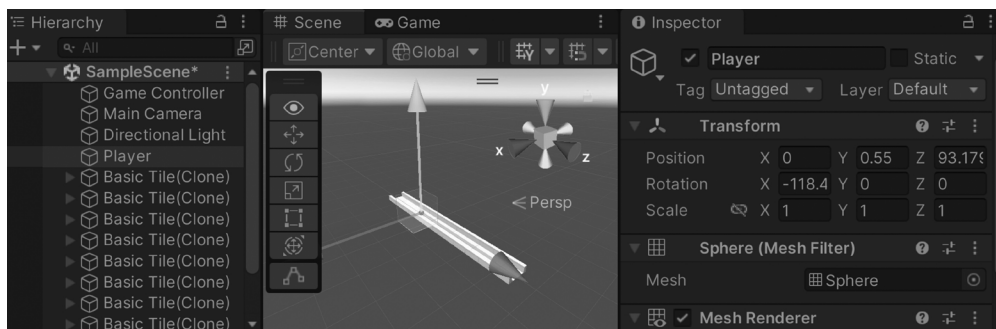 Hierarchy
All
SampleScene*
Game Controller
Main Camera
Directional Light
Player
Basic Tile(Clone)
Basic Tile(Clone)
Basic Tile(Clone)
Basic Tile(Clone)
Basic Tile(Clone)
Basic Tile(Clone)
Basic Tile(Clone)
Basic Tile(Clone)
Scene Game
Center Global
y
x z
Persp
Inspector
Player Static
Tag Untagged Layer Default
Transform
Position X 0 Y 0.55 Z 93.179
Rotation X -118.4 Y 0 Z 0
Scale X 1 Y 1 Z 1
Sphere (Mesh Filter)
Mesh Sphere
Mesh Renderer